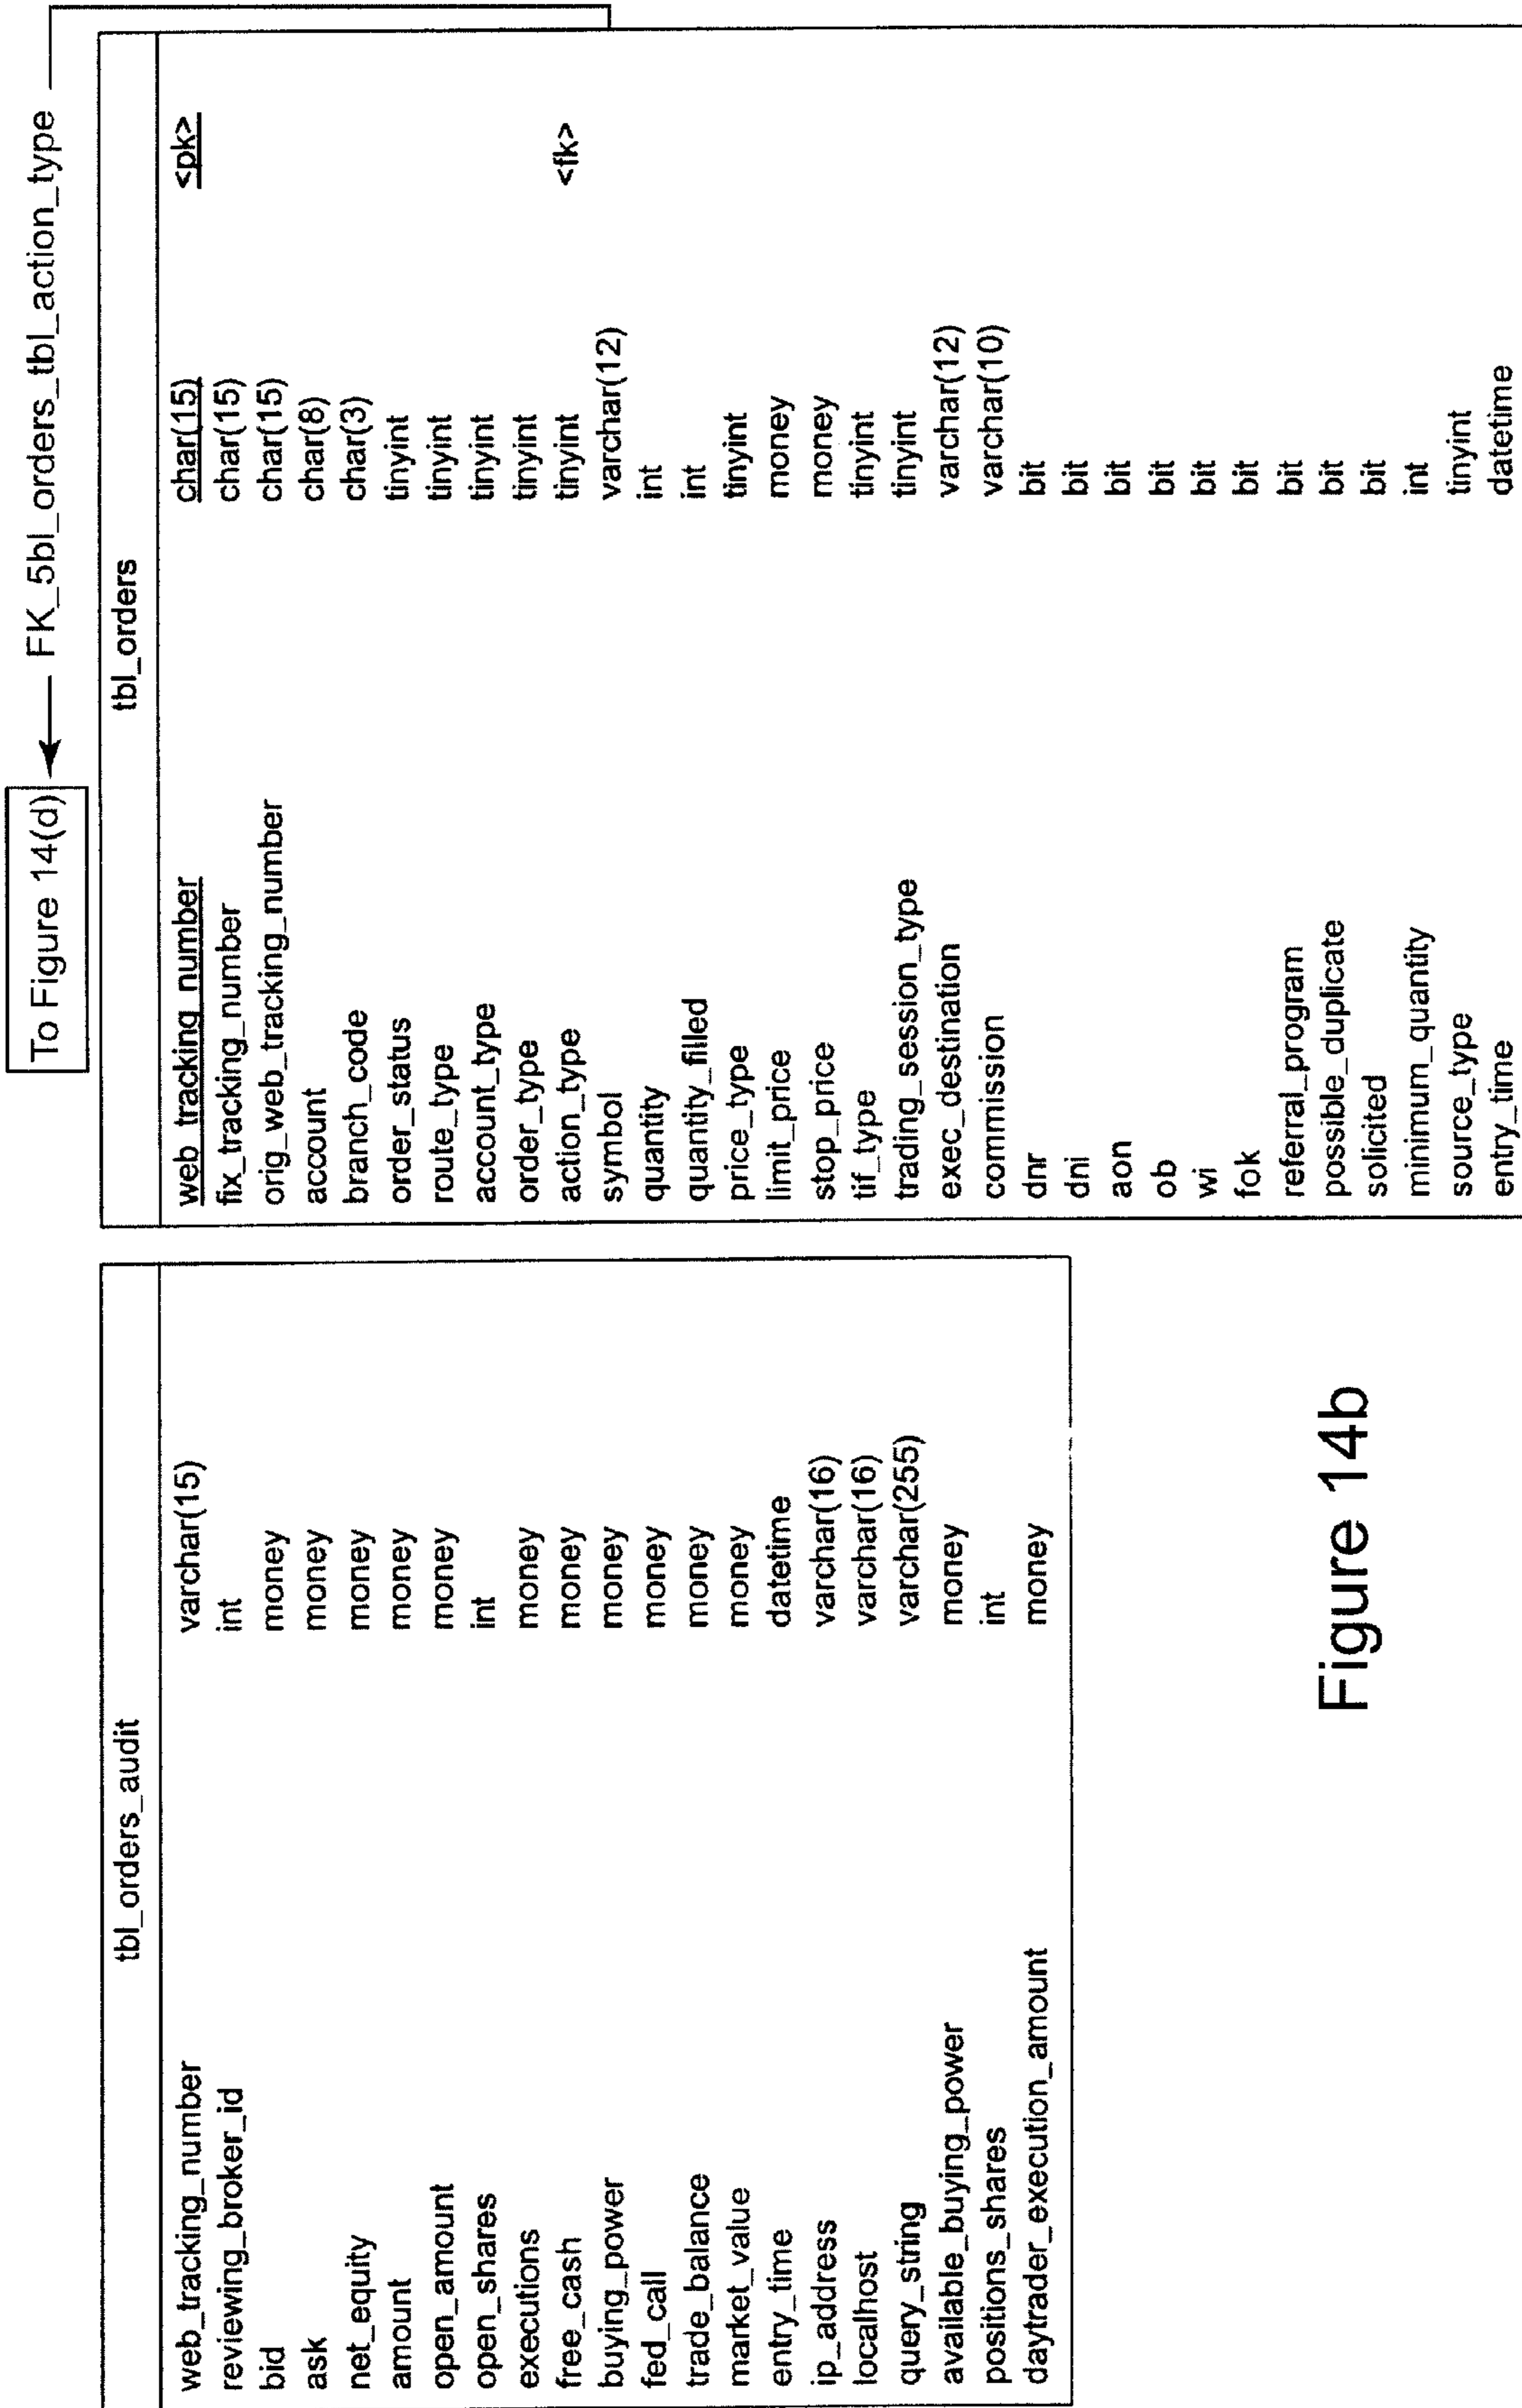 tbl_orders_audit
web_tracking_number varchar(15)
reviewing_broker_id int
bid money
ask money
net_equity money
amount money
open_amount money
open_shares int
executions money
free_cash money
buying_power money
fed_call money
trade_balance money
market_value money
entry_time datetime
ip_address varchar(16)
localhost varchar(16)
query_string varchar(255)
available_buying_power money
positions_shares int
daytrader_execution_amount money
To Figure 14(d) FK_5bl_orders_tbl_action_type
tbl_orders
web_tracking_number char(15) <pk>
fix_tracking_number char(15)
orig_web_tracking_number char(15)
account char(8)
branch_code char(3)
order_status tinyint
route_type tinyint
account_type tinyint
order_type tinyint
action_type tinyint <fk>
symbol varchar(12)
quantity int
quantity_filled int
price_type tinyint
limit_price money
stop_price money
tif_type tinyint
trading_session_type tinyint
exec_destination varchar(12)
commission varchar(10)
dnr bit
dni bit
aon bit
ob bit
wi bit
fok bit
referral_program bit
possible_duplicate bit
solicited bit
minimum_quantity int
source_type tinyint
entry_time datetime
Figure 14b